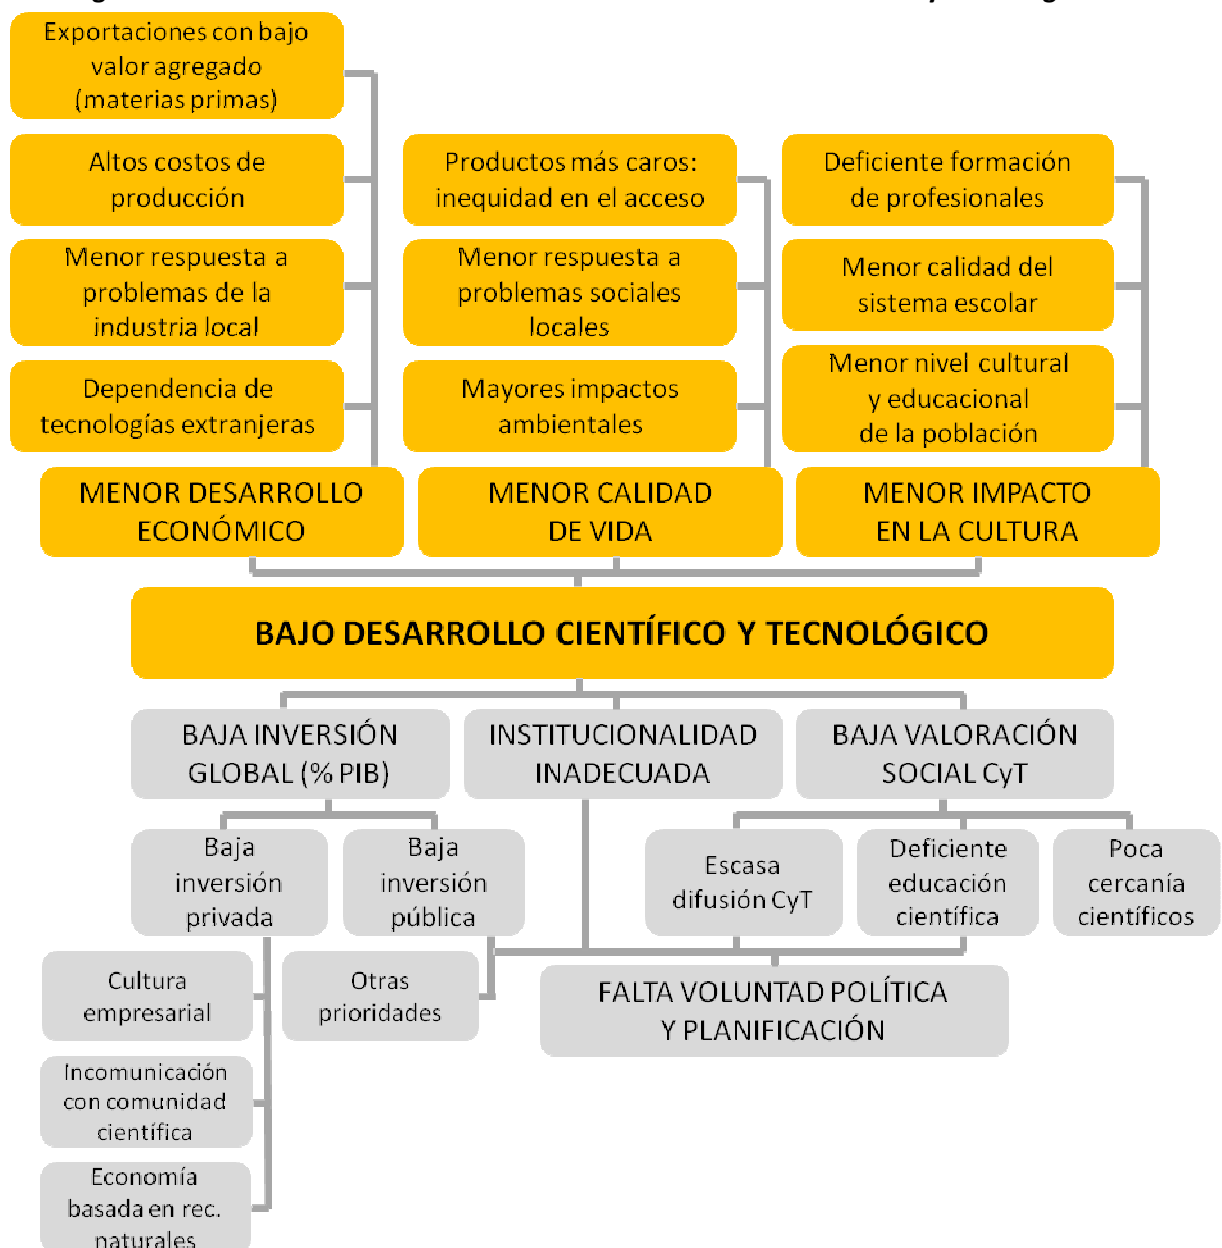 Exportaciones con bajo
valor agregado
(materias primas)
Altos costos de
producción
Menor respuesta a
problemas de la
industria local
Dependencia de
tecnologías extranjeras
Productos más caros:
inequidad en el acceso
Menor respuesta a
problemas sociales
locales
Mayores impactos
ambientales
Deficiente formación
de profesionales
Menor calidad del
sistema escolar
Menor nivel cultural
y educacional
de la población
MENOR DESARROLLO
ECONÓMICO
MENOR CALIDAD
DE VIDA
MENOR IMPACTO
EN LA CULTURA
BAJO DESARROLLO CIENTÍFICO Y TECNOLÓGICO
BAJA INVERSIÓN
GLOBAL (% PIB)
INSTITUCIONALIDAD
INADECUADA
BAJA VALORACIÓN
SOCIAL CyT
Baja
inversión
privada
Baja
inversión
pública
Escasa
difusión CyT
Deficiente
educación
científica
Poca
cercanía
científicos
Cultura
empresarial
Otras
prioridades
FALTA VOLUNTAD POLÍTICA
Y PLANIFICACIÓN
Incomunicación
con comunidad
científica
Economía
basada en rec.
naturales